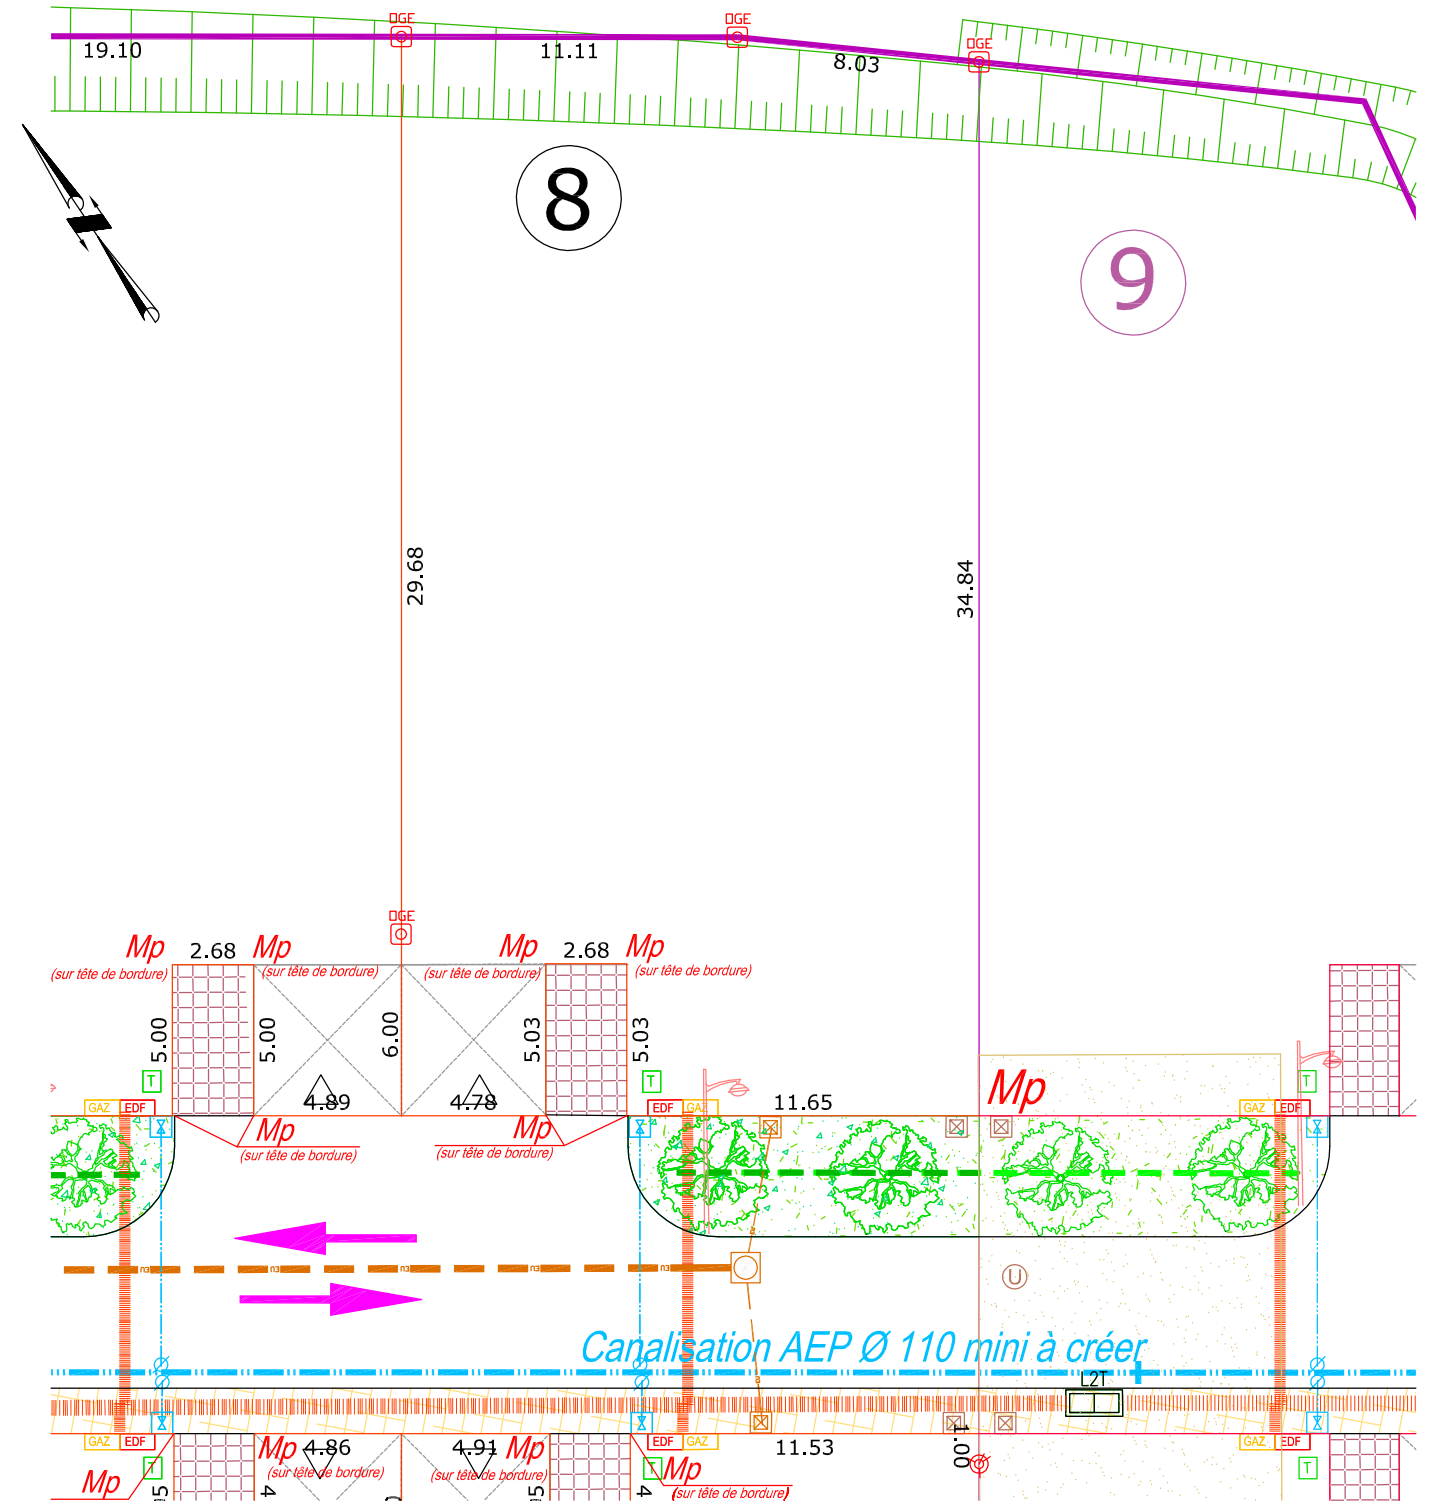 OGE
OGE
OGE
19.10
11.11
8.03
8
9
29.68
34.84
OGE
Mp
(sur tête de bordure)
2.68
Mp
(sur tête de bordure)
Mp
(sur tête de bordure)
2.68
Mp
(sur tête de bordure)
5.00
5.00
6.00
5.03
5.03
T
T
T
4.89
4.78
11.65
Mp
GAZ
EDF
EDF
GAZ
GAZ
EDF
Mp
(sur tête de bordure)
Mp
(sur tête de bordure)
U
Canalisation AEP Ø 110 mini à créer
L2T
GAZ
EDF
Mp
(sur tête de bordure)
4.86
4.91
Mp
(sur tête de bordure)
EDF
GAZ
11.53
1.00
GAZ
EDF
Mp
T
T
Mp
(sur tête de bordure)
T